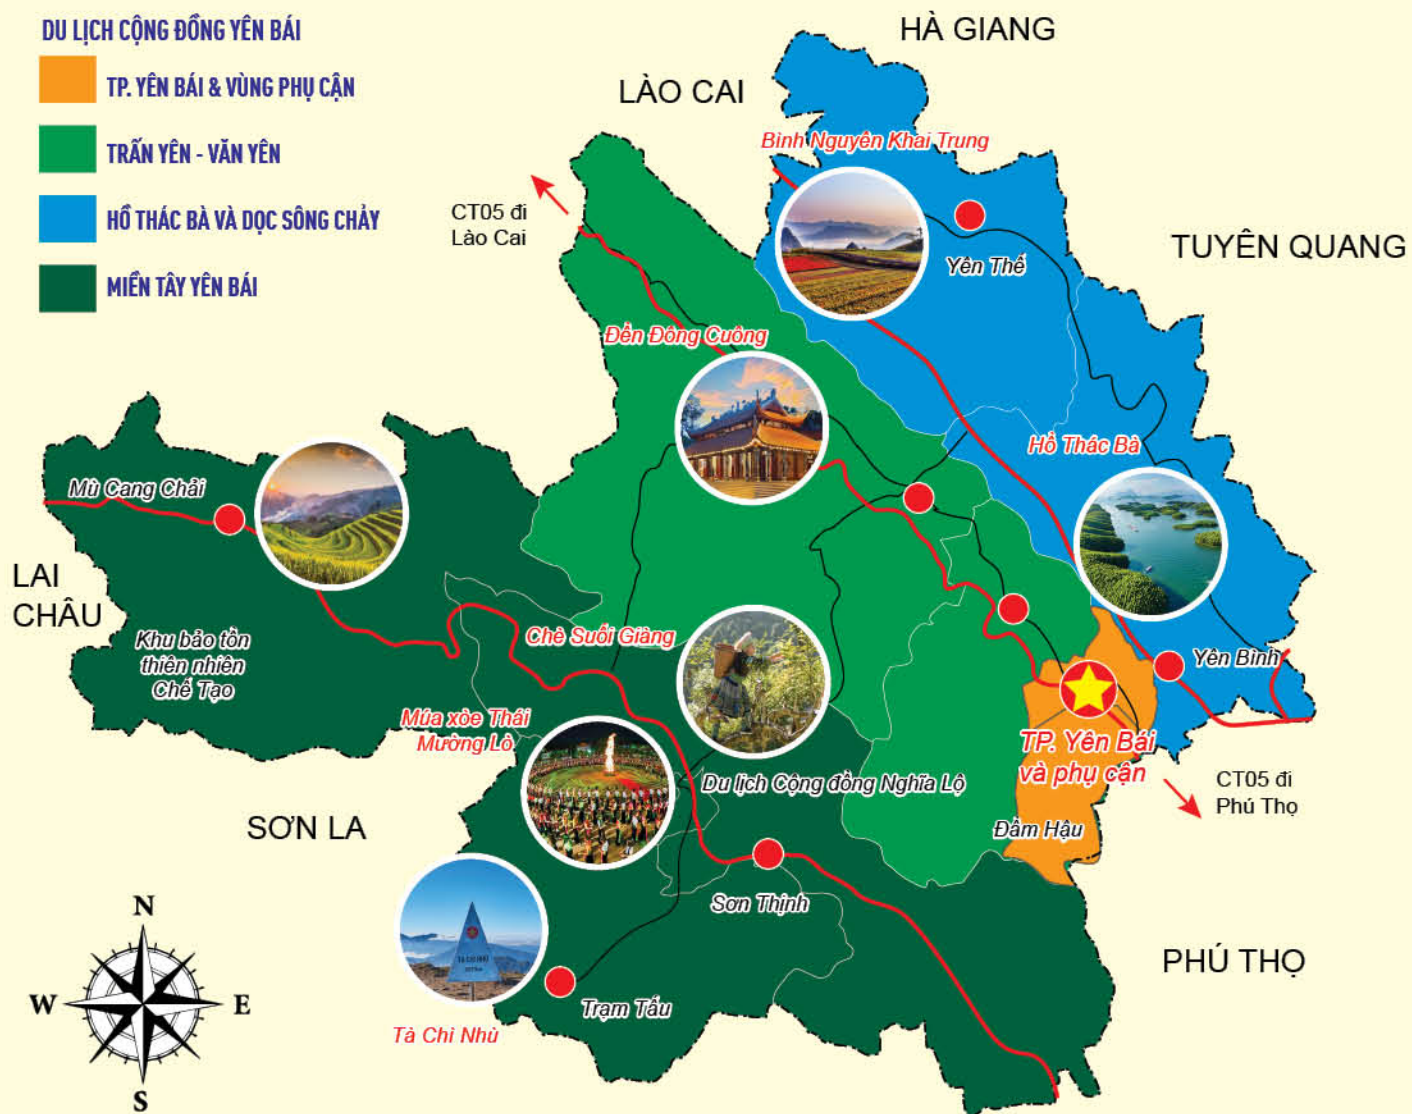 DU LỊCH CỘNG ĐỒNG YÊN BÁI
TP. YÊN BÁI & VÙNG PHỤ CẬN
TRẤN YÊN - VĂN YÊN
HỒ THÁC BÀ VÀ DỌC SÔNG CHẢY
MIỀN TÂY YÊN BÁI
HÀ GIANG
LÀO CAI
Bình Nguyên Khai Trung
CT05 đi
Lào Cai
TUYÊN QUANG
Yên Thế
Đền Đông Cuông
Hồ Thác Bà
Mù Cang Chải
LAI
CHÂU
Khu bảo tồn
thiên nhiên
Chế Tạo
Chè Suối Giàng
Yên Bình
Múa xòe Thái
Mường Lò
TP. Yên Bái
và phụ cận
Du lịch Cộng đồng Nghĩa Lộ
CT05 đi
Phú Thọ
SƠN LA
Đầm Hậu
Sơn Thịnh
TÀ CHÌ NHÙ
PHÚ THỌ
Trạm Tấu
Tà Chì Nhù
N
W
E
S